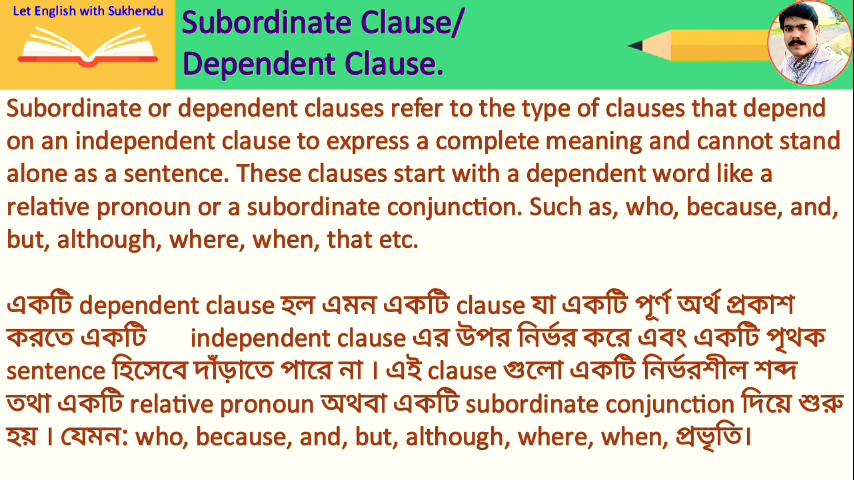 Let English with Sukhendu
Subordinate Clause/
Dependent Clause.
Subordinate or dependent clauses refer to the type of clauses that depend
on an independent clause to express a complete meaning and cannot stand
alone as a sentence. These clauses start with a dependent word like a
relative pronoun or a subordinate conjunction. Such as, who, because, and,
but, although, where, when, that etc.
একটি dependent clause হল এমন একটি clause যা একটি পূর্ণ অর্থ প্রকাশ
করতে একটি independent clause এর উপর নির্ভর করে এবং একটি পৃথক
sentence হিসেবে দাঁড়াতে পারে না । এই clause গুলো একটি নির্ভরশীল শব্দ
তথা একটি relative pronoun অথবা একটি subordinate conjunction দিয়ে শুরু
হয় । যেমন: who, because, and, but, although, where, when, প্রভৃতি।